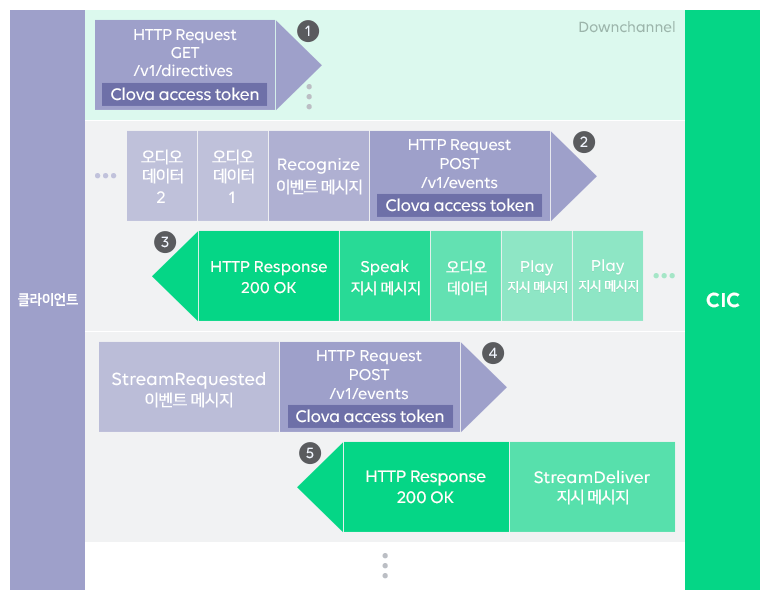 Downchannel
HTTP Request
GET
/v1/directives
Clova access token
1
오디오
데이터
2
오디오
데이터
1
Recognize
이벤트 메시지
HTTP Request
POST
/v1/events
Clova access token
2
3
HTTP Response
200 OK
Speak
지시 메시지
오디오
데이터
Play
지시 메시지
Play
지시 메시지
클라이언트
CIC
StreamRequested
이벤트 메시지
HTTP Request
POST
/v1/events
Clova access token
4
5
HTTP Response
200 OK
StreamDeliver
지시 메시지